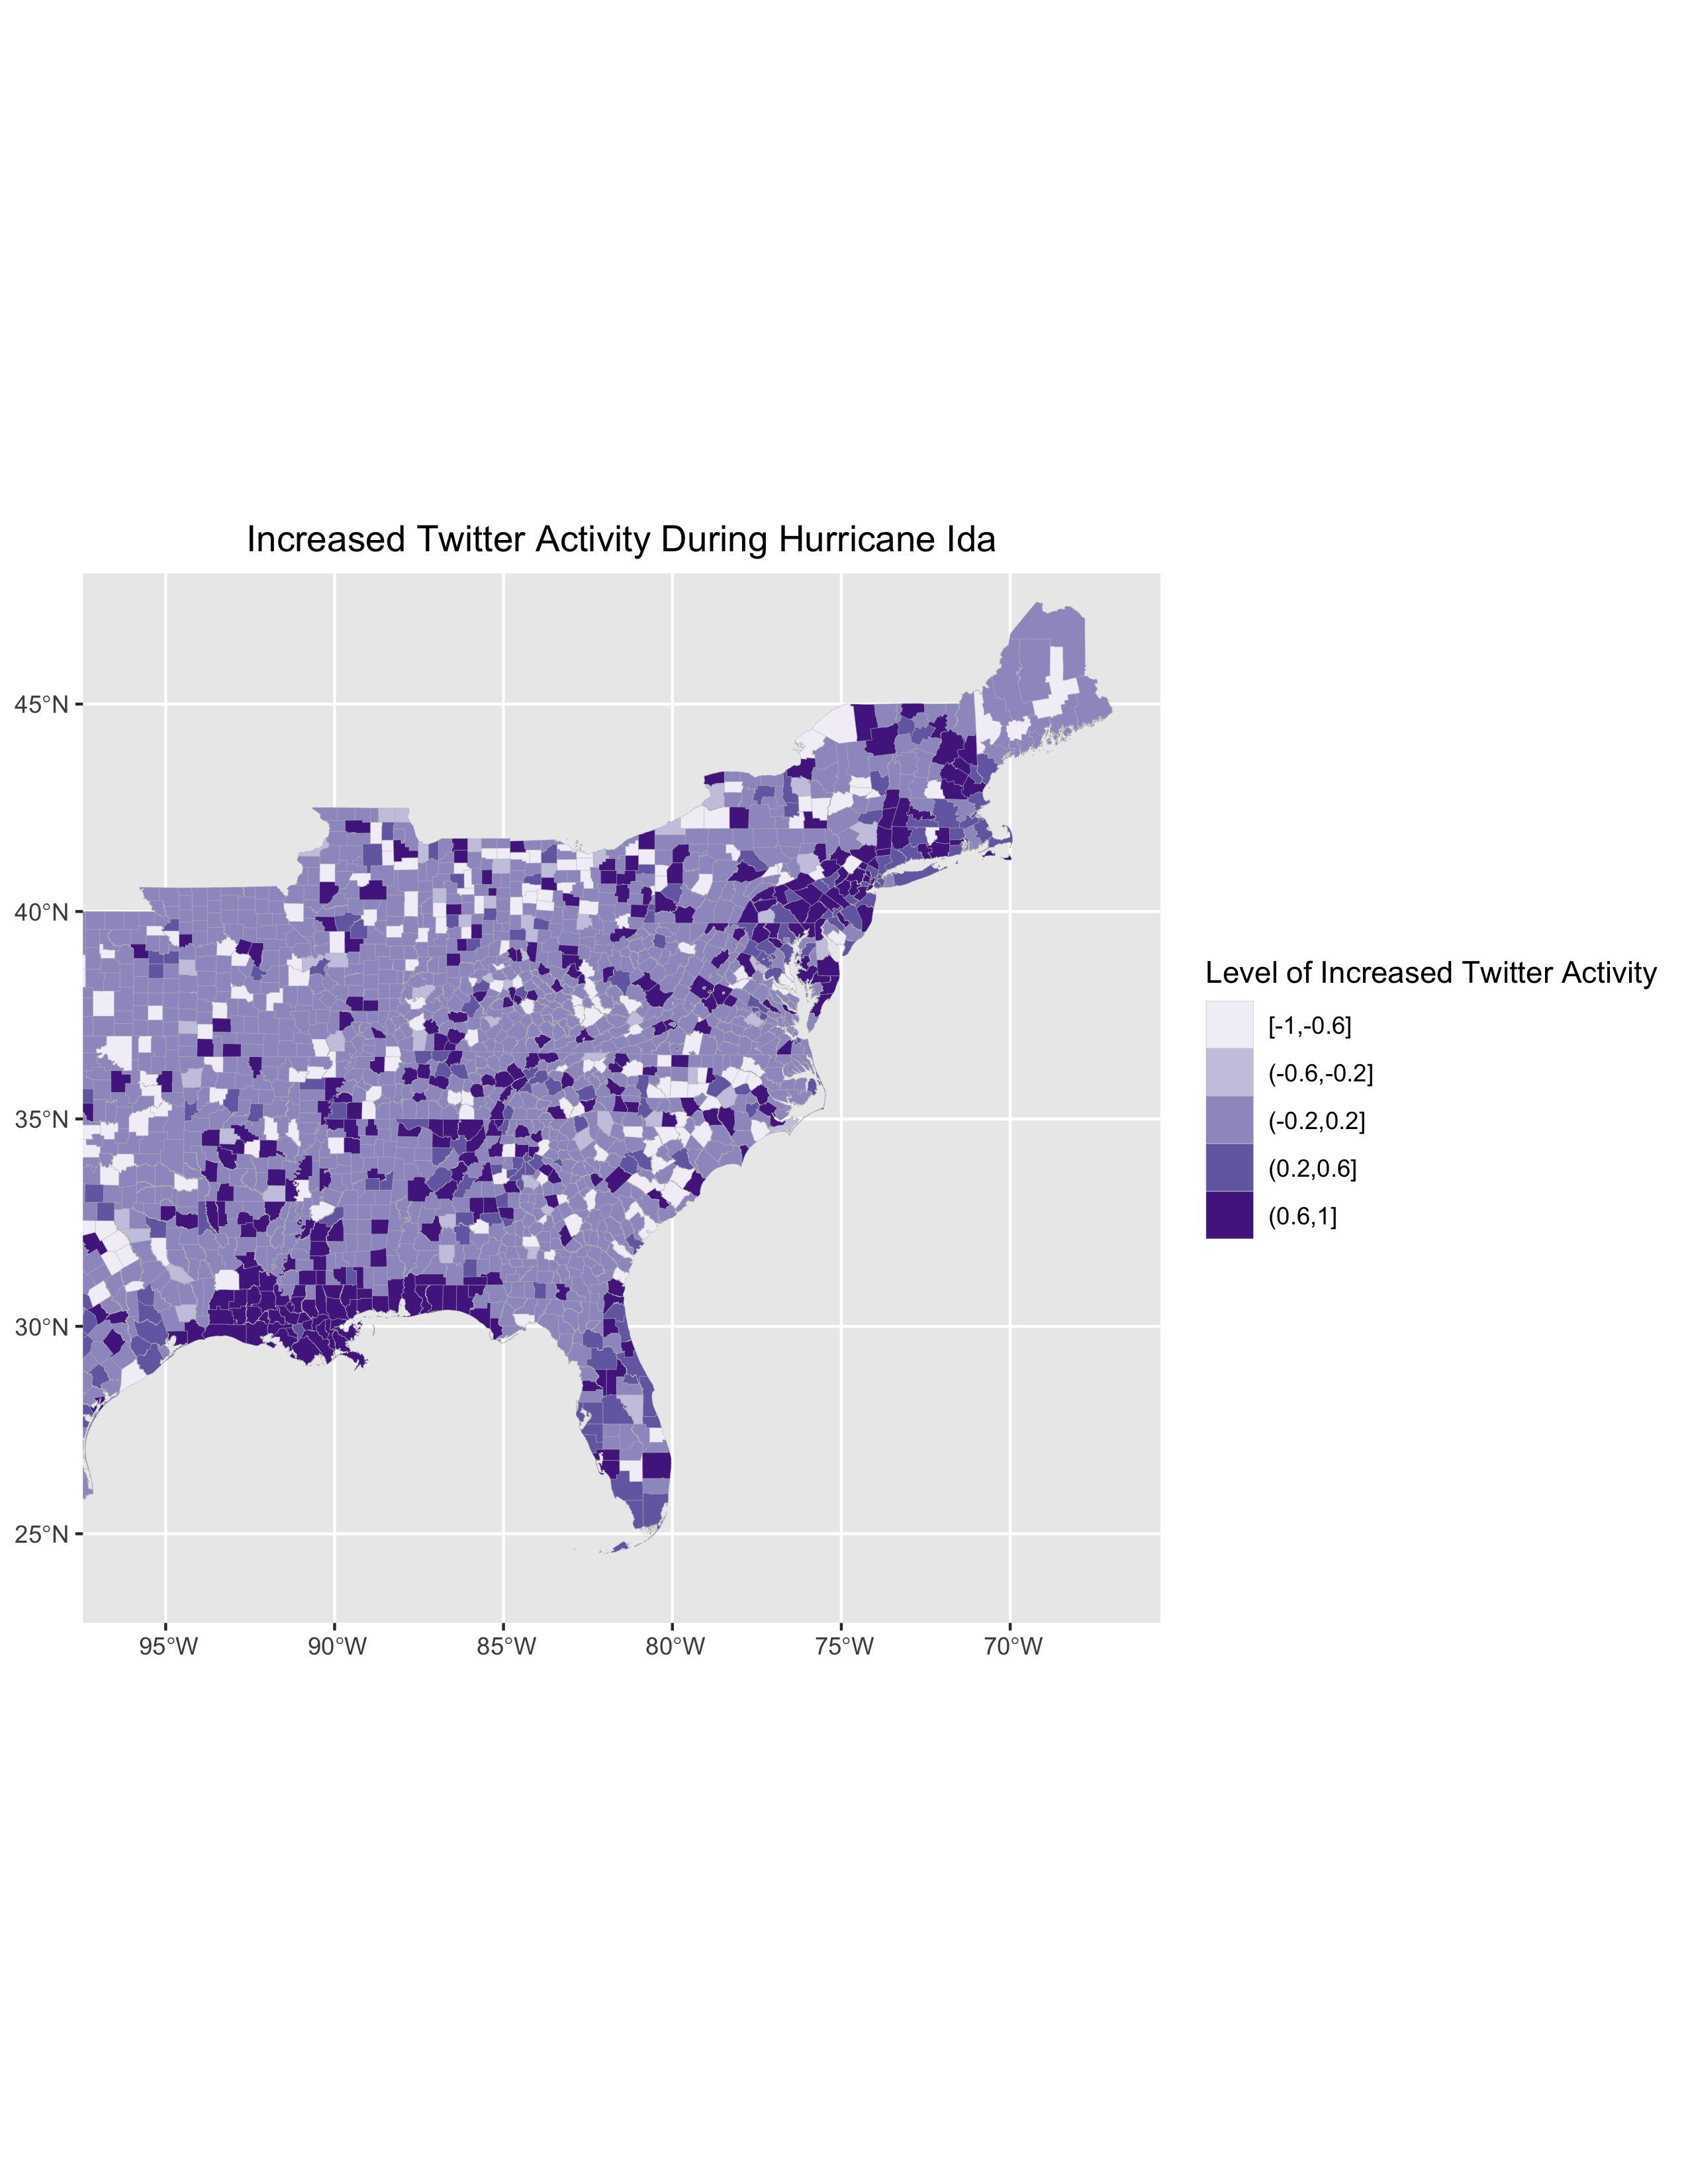 Increased Twitter Activity During Hurricane Ida
45°N
40°N
35°N
30°N
25°N
95°W
90°W
85°W
80°W
75°W
70°W
Level of Increased Twitter Activity
[-1,-0.6]
(-0.6,-0.2]
(-0.2,0.2]
(0.2,0.6]
(0.6,1]